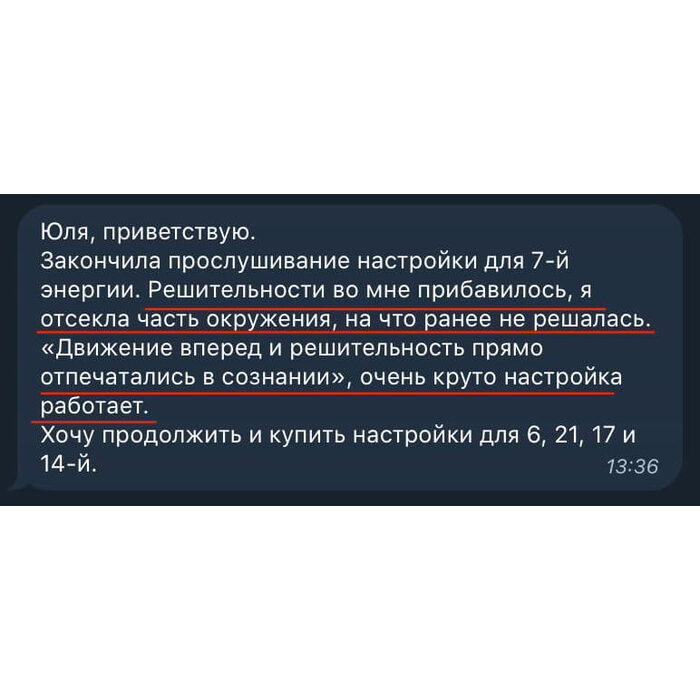 Юля, приветствую.
Закончила прослушивание настройки для 7-й
энергии. Решительности во мне прибавилось, я
отсекла часть окружения, на что ранее не решалась.
«Движение вперед и решительность прямо
отпечатались в сознании», очень круто настройка
работает.
Хочу продолжить и купить настройки для 6, 21, 17 и
14-й.
13:36